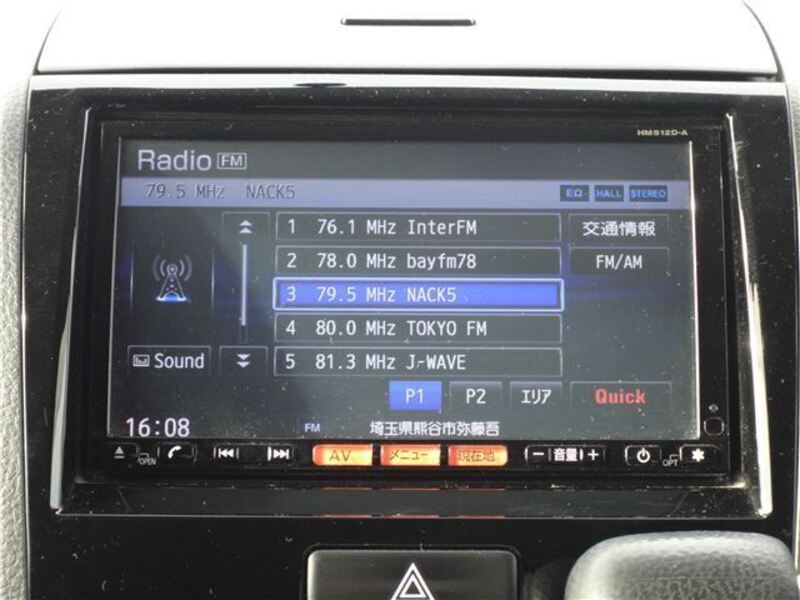 HM512D-A
Radio FM
79.5 MHz NACK5 EQ HALL STEREO
1 76.1 MHz InterFM
交通情報
2 78.0 MHz bayfm78
FM/AM
3 79.5 MHz NACK5
4 80.0 MHz TOKYO FM
Sound
5 81.3 MHz J-WAVE
P1 P2 エリア Quick
16:08 FM 埼玉県熊谷市弥藤吾
OPEN AV メニュー 現在地 − 音量 + OPT